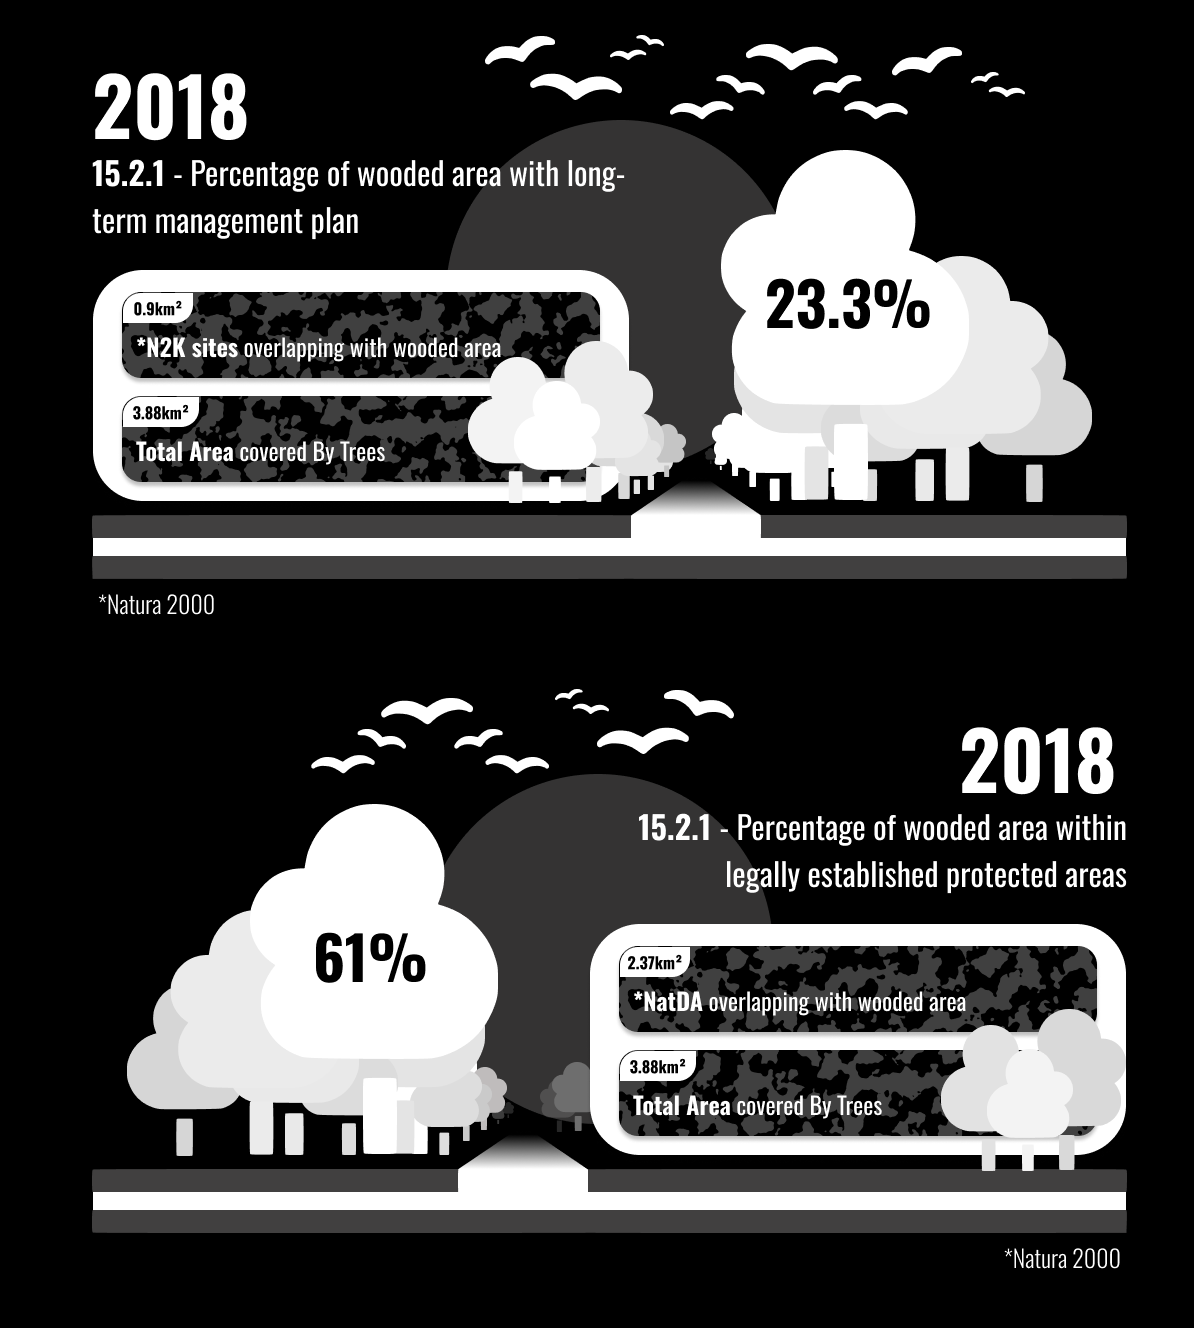 2018
15.2.1 - Percentage of wooded area with long-
term management plan
23.3%
0.9km²
*N2K sites overlapping with wooded area
3.88km²
Total Area covered By Trees
*Natura 2000
2018
15.2.1 - Percentage of wooded area within
legally established protected areas
61%
2.37km²
*NatDA overlapping with wooded area
3.88km²
Total Area covered By Trees
*Natura 2000